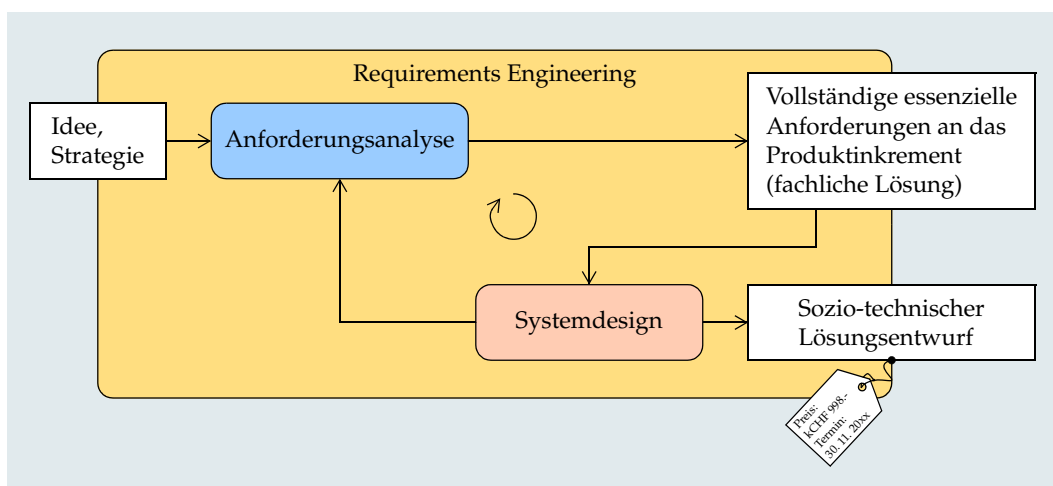 Requirements Engineering
Idee,
Strategie
Anforderungsanalyse
Vollständige essenzielle
Anforderungen an das
Produktinkrement
(fachliche Lösung)
Systemdesign
Sozio-technischer
Lösungsentwurf
Preis:
kCHF 998.-
Termin:
30. 11. 20xx